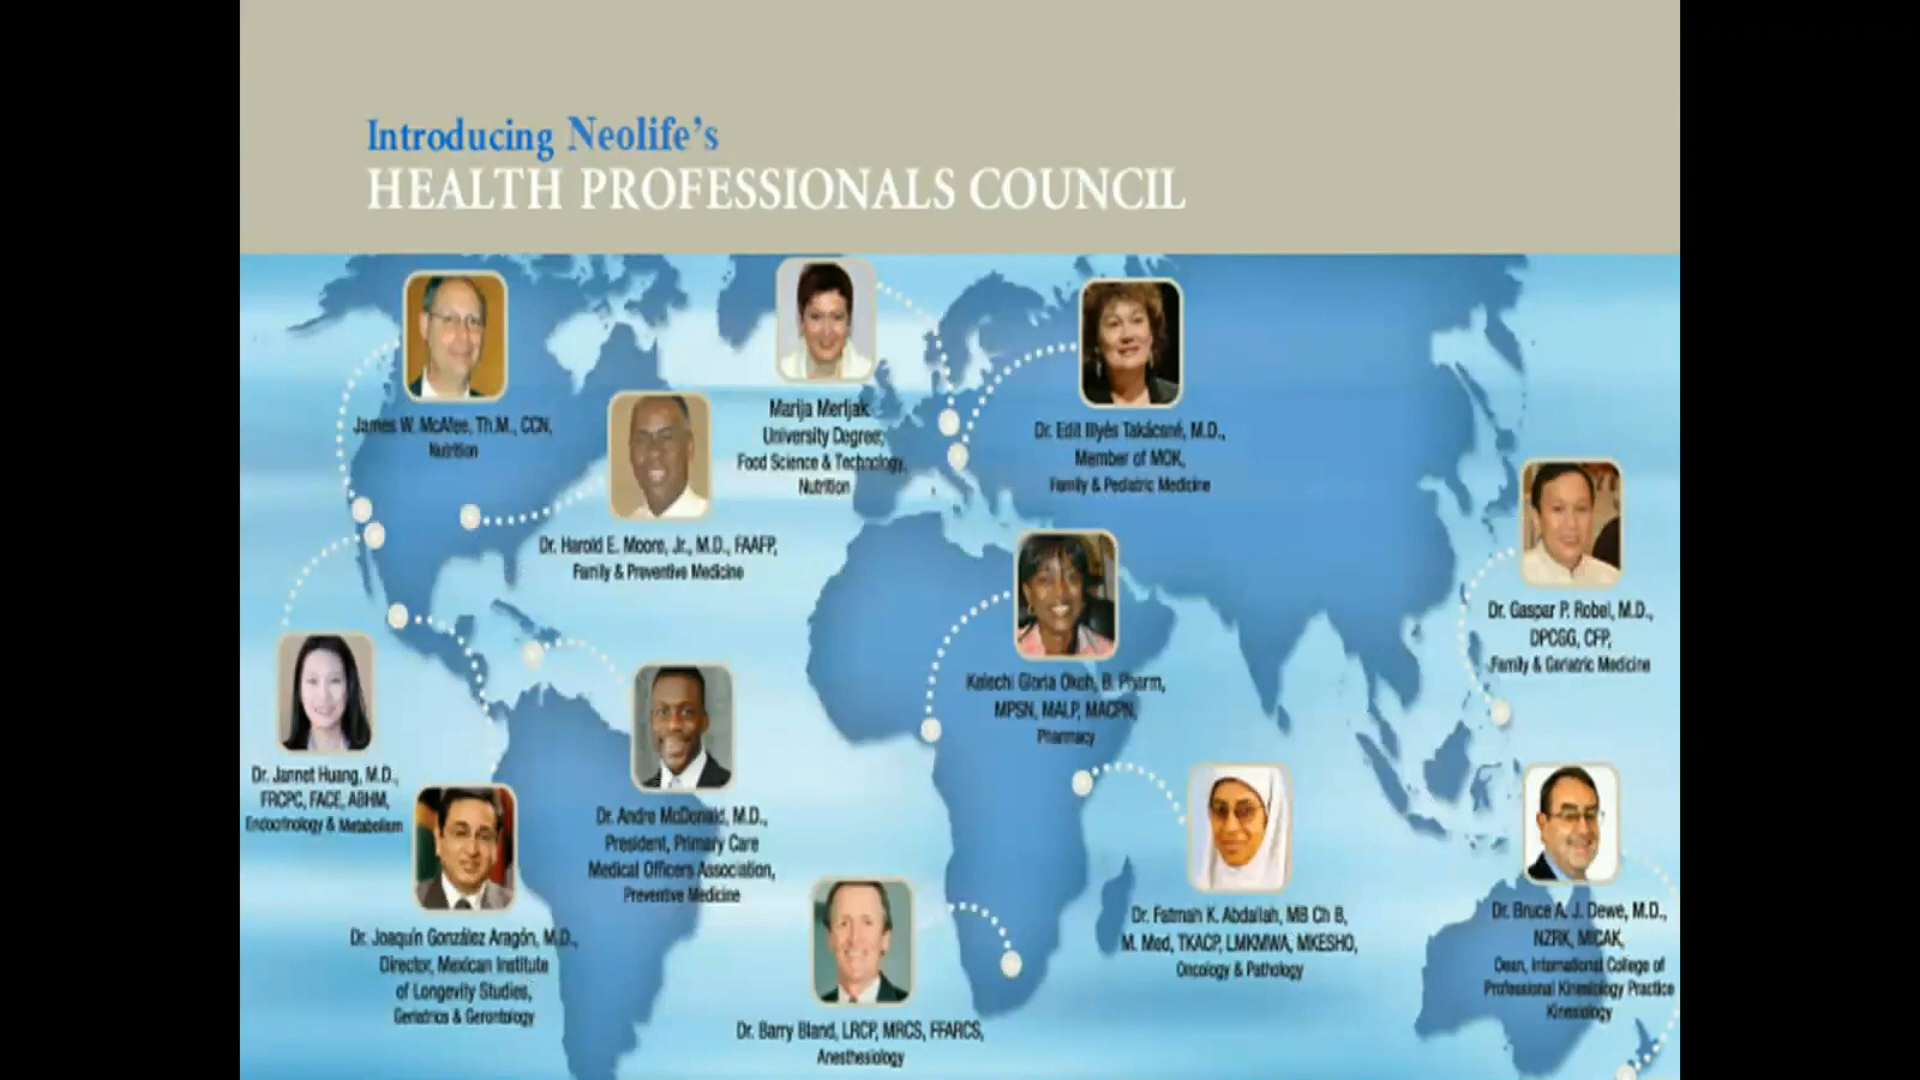 Introducing Neolife's
HEALTH PROFESSIONALS COUNCIL
James W. McAfee, Th.M., CCN,
Nutrition
Marija Merljak
University Degree,
Food Science & Technology,
Nutrition
Dr. Edit Illyés Takácsné, M.D.,
Member of MOK,
Family & Pediatric Medicine
Dr. Harold E. Moore, Jr., M.D., FAAFP,
Family & Preventive Medicine
Dr. Gaspar P. Robel, M.D.,
DPCGG, CFP,
Family & Geriatric Medicine
Kelechi Gloria Okoh, B. Pharm,
MPSN, MALP, MACPN,
Pharmacy
Dr. Jannet Huang, M.D.,
FRCPC, FACE, ABHM,
Endocrinology & Metabolism
Dr. Andre McDonald, M.D.,
President, Primary Care
Medical Officers Association,
Preventive Medicine
Dr. Joaquín González Aragón, M.D.,
Director, Mexican Institute
of Longevity Studies,
Geriatrics & Gerontology
Dr. Barry Bland, LRCP, MRCS, FFARCS,
Anesthesiology
Dr. Fatmah K. Abdallah, MB Ch B,
M. Med, TKACP, LMKMWA, MKESHO,
Oncology & Pathology
Dr. Bruce A. J. Dewe, M.D.,
NZRK, MICAK,
Dean, International College of
Professional Kinesiology Practice
Kinesiology